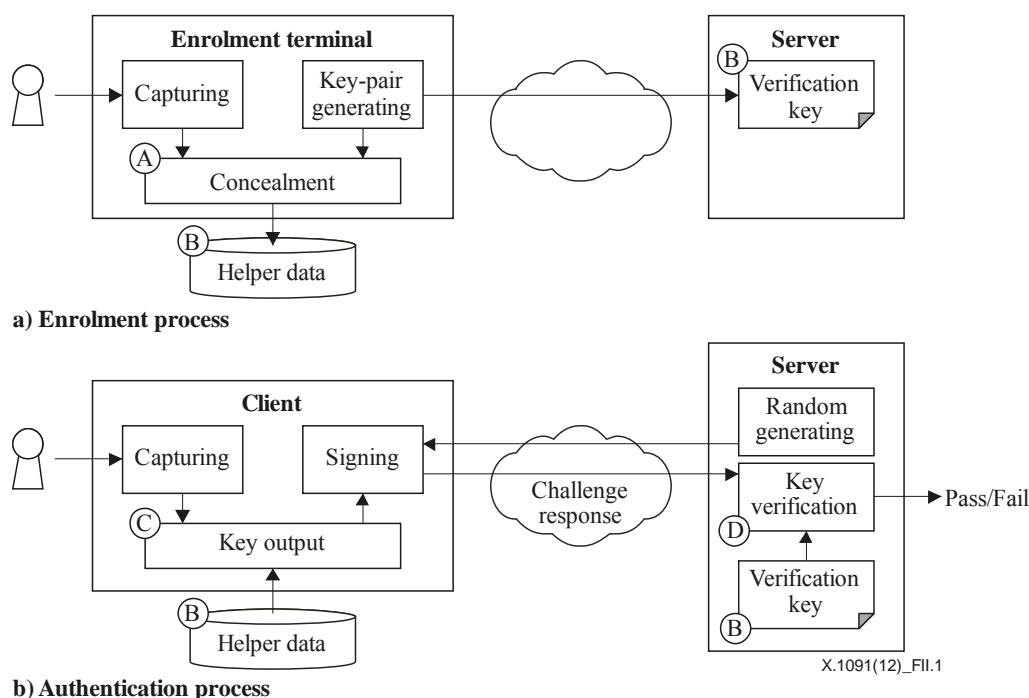 Enrolment terminal
Server
Capturing
Key-pair
generating
B
Verification
key
A
Concealment
B
Helper data
a) Enrolment process
Server
Client
Random
generating
Capturing
Signing
Challenge
response
Key
verification
D
Pass/Fail
C
Key output
Verification
key
B
B
Helper data
X.1091(12)_FII.1
b) Authentication process